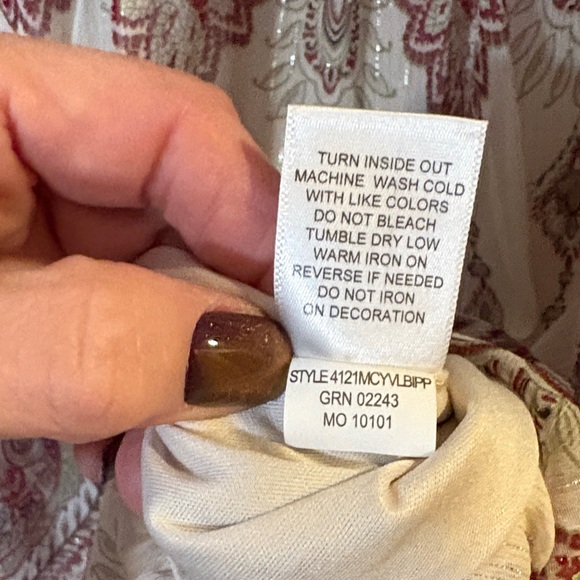 TURN INSIDE OUT
MACHINE WASH COLD
WITH LIKE COLORS
DO NOT BLEACH
TUMBLE DRY LOW
WARM IRON ON
REVERSE IF NEEDED
DO NOT IRON
ON DECORATION
STYLE 4121MCYVLBIPP
GRN 02243
MO 10101